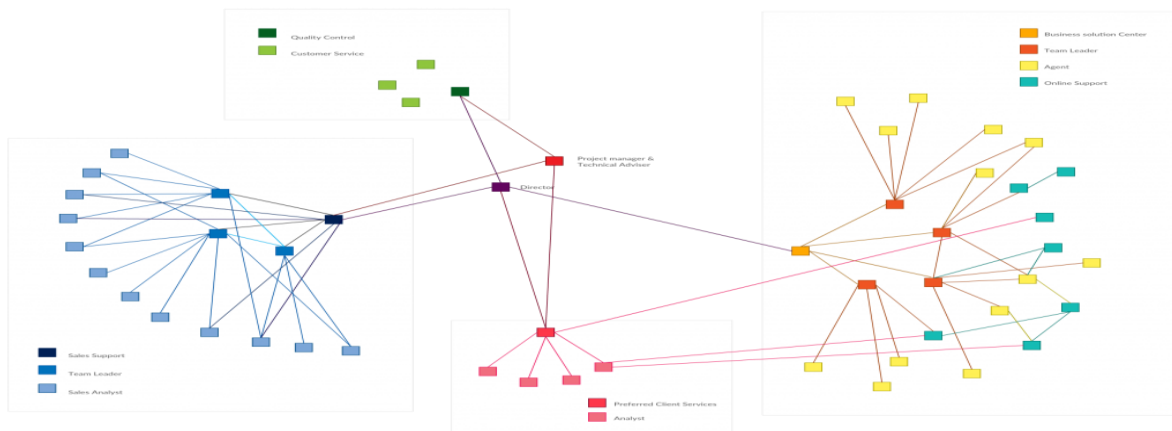 Quality Control
Customer Service
Business solution Center
Team Leader
Agent
Online Support
Project manager &
Technical Adviser
Director
Sales Support
Team Leader
Sales Analyst
Preferred Client Services
Analyst